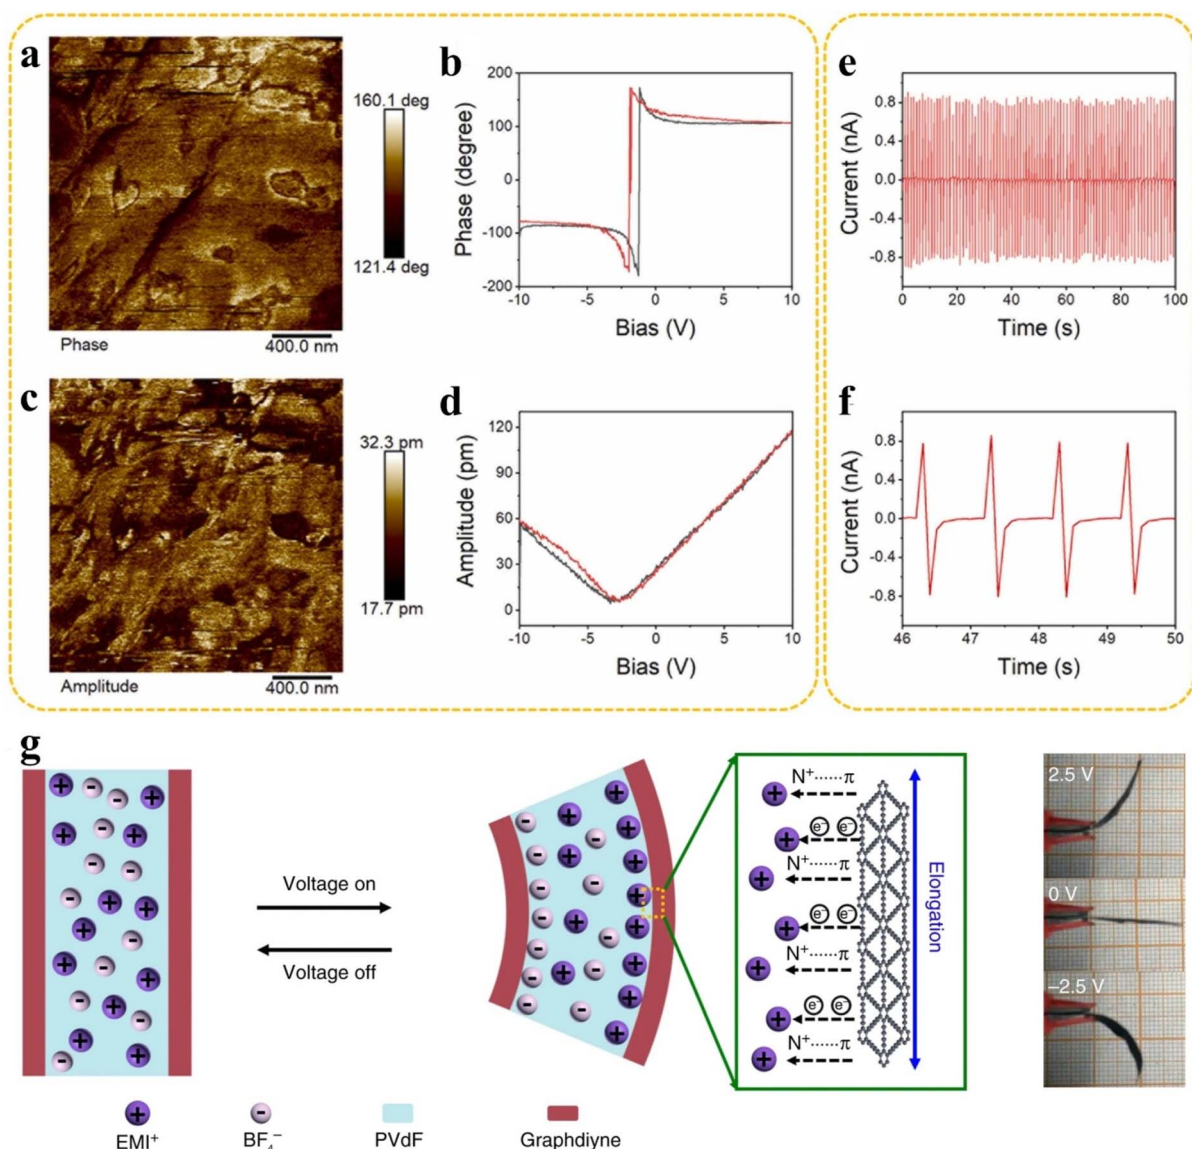 a
160.1 deg
121.4 deg
Phase
400.0 nm
b
Phase (degree)
200
100
0
-100
-200
-10
-5
0
5
10
Bias (V)
c
32.3 pm
17.7 pm
Amplitude
400.0 nm
d
Amplitude (pm)
120
90
60
30
0
-10
-5
0
5
10
Bias (V)
e
Current (nA)
0.8
0.4
0.0
-0.4
-0.8
0
20
40
60
80
100
Time (s)
f
Current (nA)
0.8
0.4
0.0
-0.4
-0.8
46
47
48
49
50
Time (s)
g
Voltage on
Voltage off
N⁺······π
e⁻ e⁻
N⁺······π
e⁻ e⁻
N⁺······π
e⁻ e⁻
N⁺······π
Elongation
2.5 V
0 V
−2.5 V
EMI⁺
BF₄⁻
PVdF
Graphdiyne